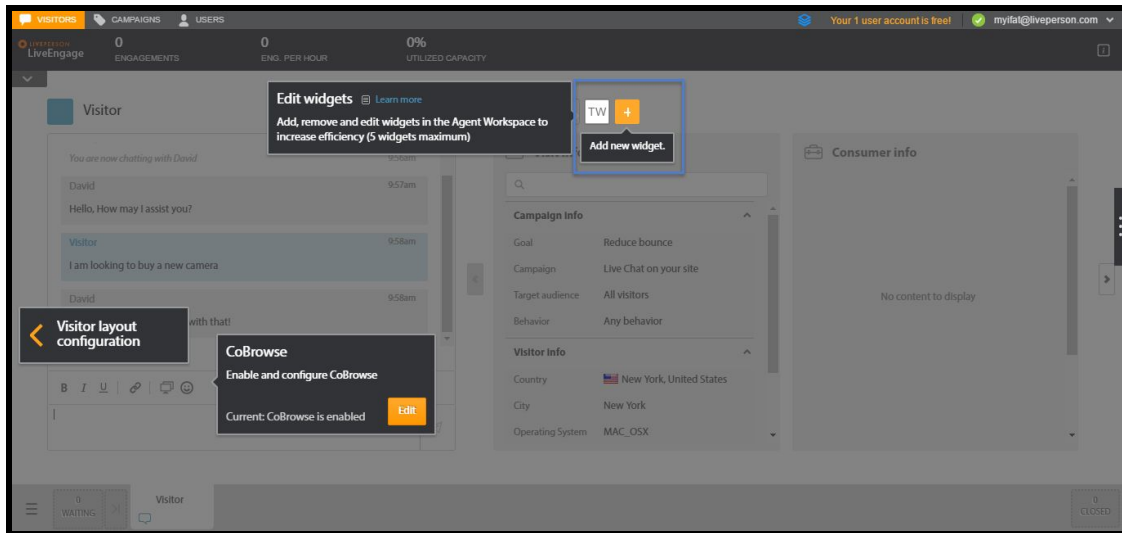 VISITORS
CAMPAIGNS
USERS
Your 1 user account is free!
myifat@liveperson.com
LIVEPERSON
LiveEngage
0
ENGAGEMENTS
0
ENG. PER HOUR
0%
UTILIZED CAPACITY
Visitor
Edit widgets Learn more
Add, remove and edit widgets in the Agent Workspace to
increase efficiency (5 widgets maximum)
TW +
Add new widget.
You are now chatting with David 9:56am
David 9:57am
Hello, How may I assist you?
Visitor 9:58am
I am looking to buy a new camera
David 9:58am
with that!
Visitor layout
configuration
CoBrowse
Enable and configure CoBrowse
Current: CoBrowse is enabled
Edit
B I U
Campaign info
Goal Reduce bounce
Campaign Live Chat on your site
Target audience All visitors
Behavior Any behavior
Visitor info
Country New York, United States
City New York
Operating System MAC_OSX
Consumer info
No content to display
0
WAITING
Visitor
0
CLOSED